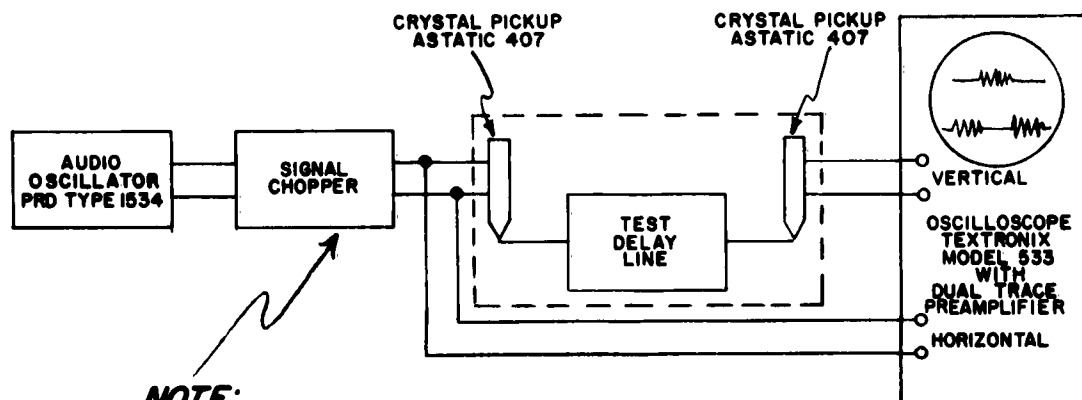 CRYSTAL PICKUP
ASTATIC 407
CRYSTAL PICKUP
ASTATIC 407
AUDIO
OSCILLATOR
PRD TYPE 1534
SIGNAL
CHOPPER
TEST
DELAY
LINE
VERTICAL
OSCILLOSCOPE
TEXTRONIX
MODEL 533
WITH
DUAL TRACE
PREAMPLIFIER
HORIZONTAL
NOTE: